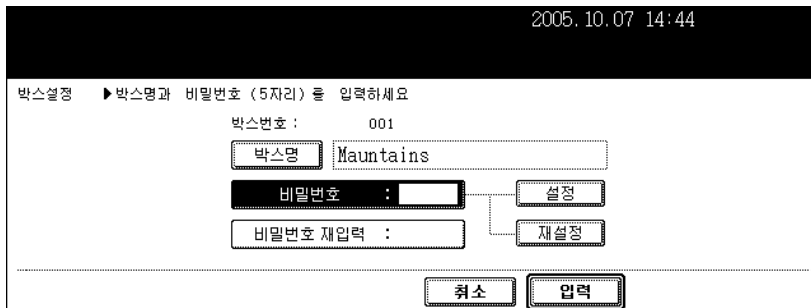 2005.10.07 14:44
박스설정 ▶박스명과 비밀번호 (5자리) 를 입력하세요
박스번호 : 001
박스명 Mauntains
비밀번호 : 설정
비밀번호 재입력 : 재설정
취소 입력